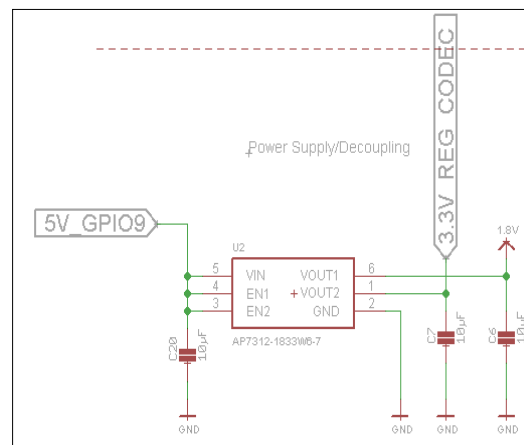 3.3V REG CODEC
Power Supply/Decoupling
5V_GPIO9
1.8V
U2
5 VIN VOUT1 6
4 EN1 VOUT2 1
3 EN2 GND 2
AP7312-1833W6-7
C20 10µF
C7 10µF
C6 10µF
GND GND GND GND